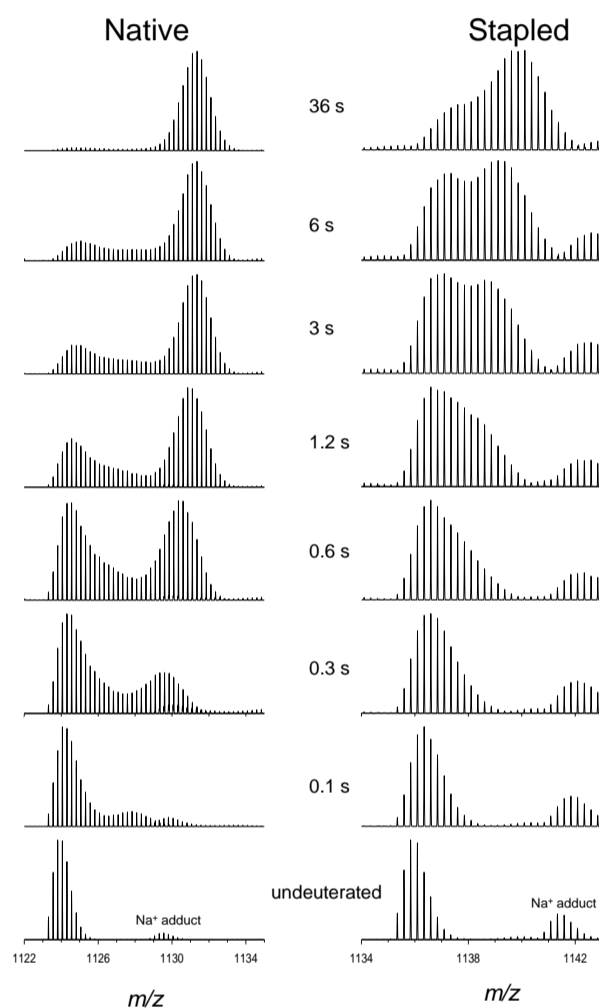 Native Stapled
36 s
6 s
3 s
1.2 s
0.6 s
0.3 s
0.1 s
undeuterated
Na⁺ adduct Na⁺ adduct
1122 1126 1130 1134 1134 1138 1142
m/z m/z